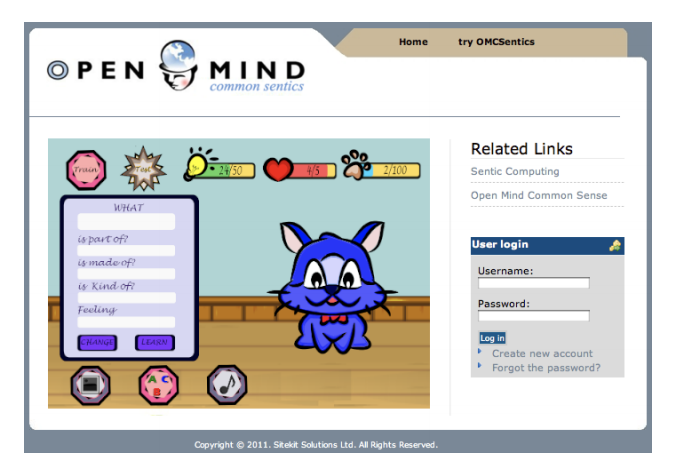 Home try OMCSentics
OPEN MIND
common sentics
Train Test 24/50 4/5 2/100
WHAT
is part of?
is made of?
is Kind of?
Feeling
CHANGE LEARN
A C
B
Related Links
Sentic Computing
Open Mind Common Sense
User login
Username:
Password:
Log in
Create new account
Forgot the password?
Copyright © 2011. Sitekit Solutions Ltd. All Rights Reserved.